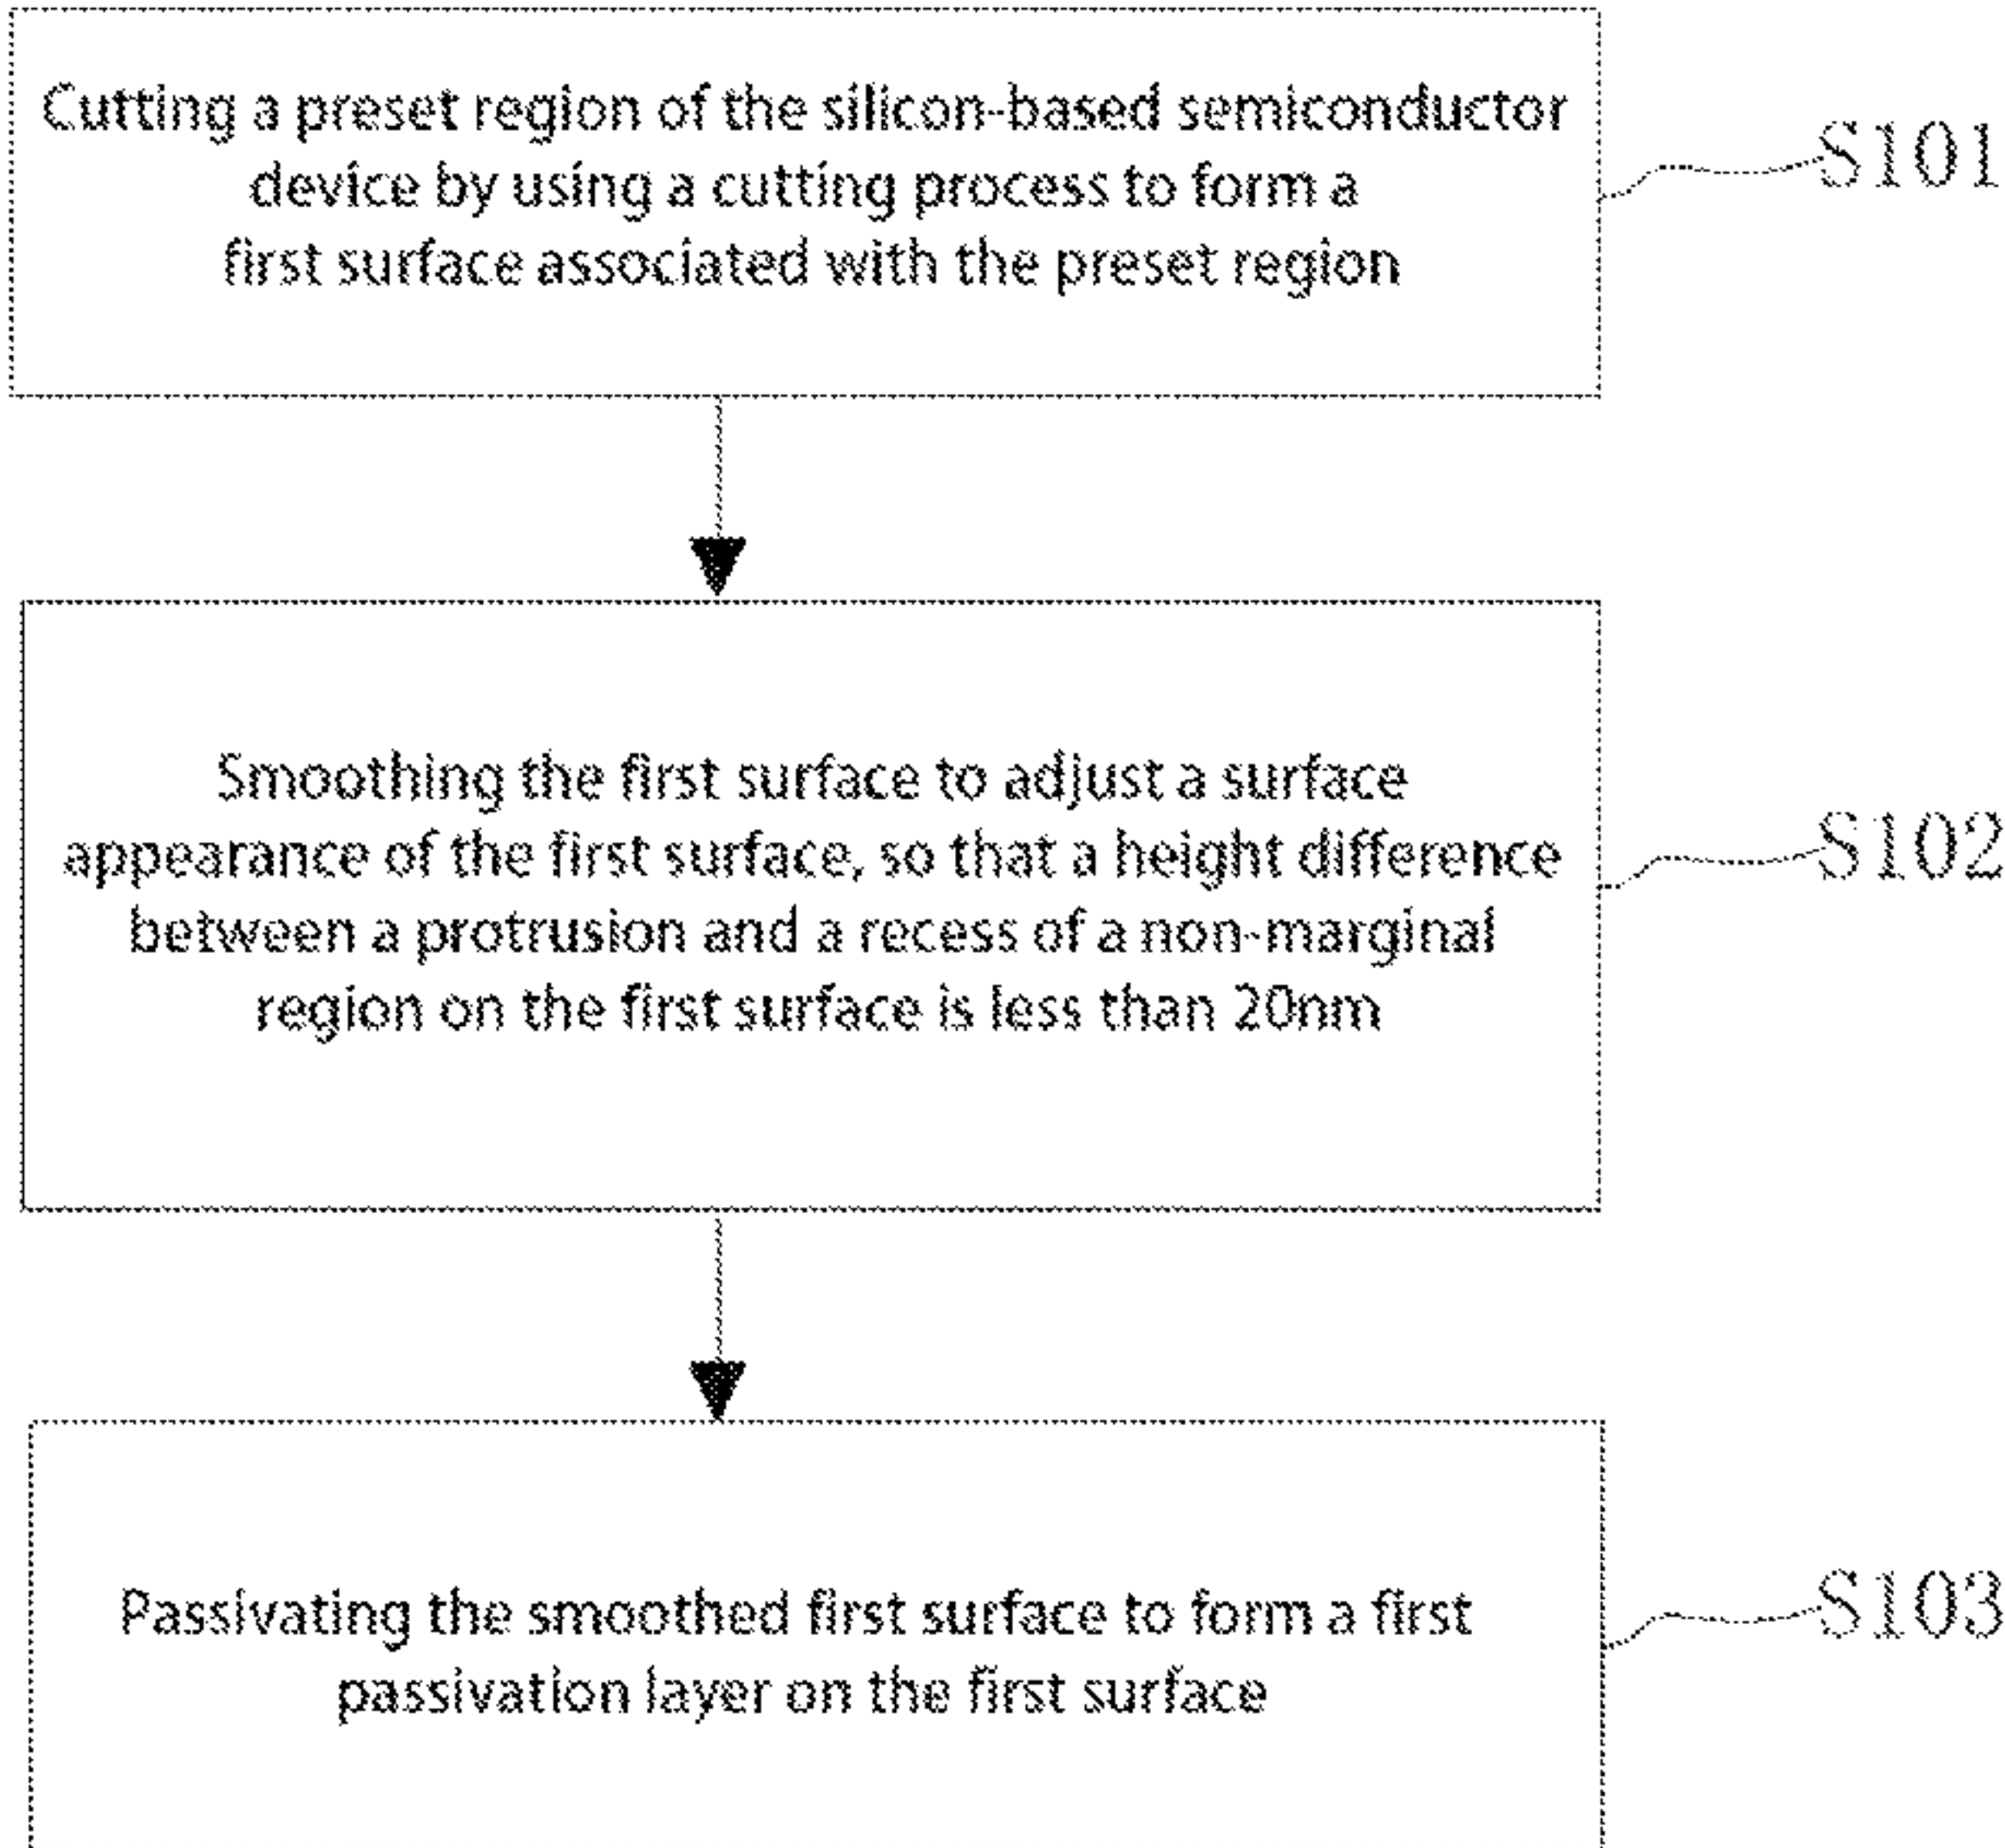 Cutting a preset region of the silicon-based semiconductor
device by using a cutting process to form a
first surface associated with the preset region
S101
Smoothing the first surface to adjust a surface
appearance of the first surface, so that a height difference
between a protrusion and a recess of a non-marginal
region on the first surface is less than 20nm
S102
Passivating the smoothed first surface to form a first
passivation layer on the first surface
S103